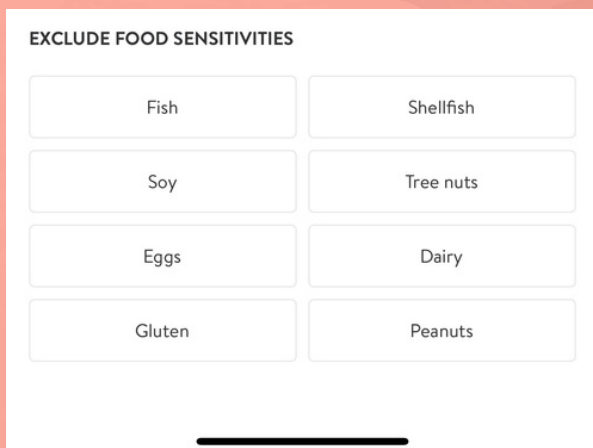 EXCLUDE FOOD SENSITIVITIES
Fish
Shellfish
Soy
Tree nuts
Eggs
Dairy
Gluten
Peanuts